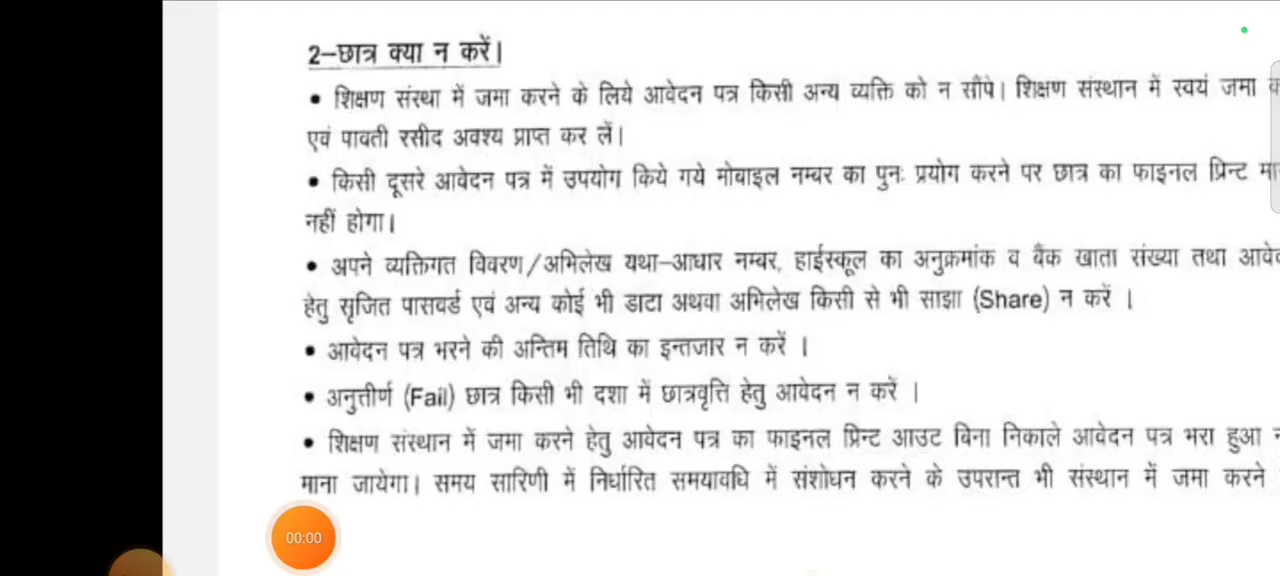 2-छात्र क्या न करें।
• शिक्षण संस्था में जमा करने के लिये आवेदन पत्र किसी अन्य व्यक्ति को न सौंपे। शिक्षण संस्थान में स्वयं जमा
एवं पावती रसीद अवश्य प्राप्त कर लें।
• किसी दूसरे आवेदन पत्र में उपयोग किये गये मोबाइल नम्बर का पुनः प्रयोग करने पर छात्र का फाइनल प्रिन्ट
नहीं होगा।
• अपने व्यक्तिगत विवरण/अभिलेख यथा-आधार नम्बर, हाईस्कूल का अनुक्रमांक व बैंक खाता संख्या तथा
हेतु सृजित पासवर्ड एवं अन्य कोई भी डाटा अथवा अभिलेख किसी से भी साझा (Share) न करें ।
• आवेदन पत्र भरने की अन्तिम तिथि का इन्तजार न करें ।
• अनुत्तीर्ण (Fail) छात्र किसी भी दशा में छात्रवृत्ति हेतु आवेदन न करें ।
• शिक्षण संस्थान में जमा करने हेतु आवेदन पत्र का फाइनल प्रिन्ट आउट बिना निकाले आवेदन पत्र भरा हुआ
माना जायेगा। समय सारिणी में निर्धारित समयावधि में संशोधन करने के उपरान्त भी संस्थान में जमा करने
00:00